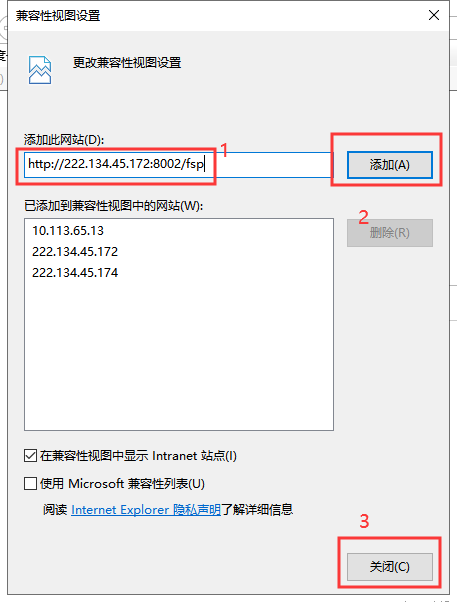 兼容性视图设置
更改兼容性视图设置
添加此网站(D):
1
http://222.134.45.172:8002/fsp
添加(A)
已添加到兼容性视图中的网站(W):
2
10.113.65.13
删除(R)
222.134.45.172
222.134.45.174
在兼容性视图中显示 Intranet 站点(I)
使用 Microsoft 兼容性列表(U)
阅读 Internet Explorer 隐私声明了解详细信息
3
关闭(C)